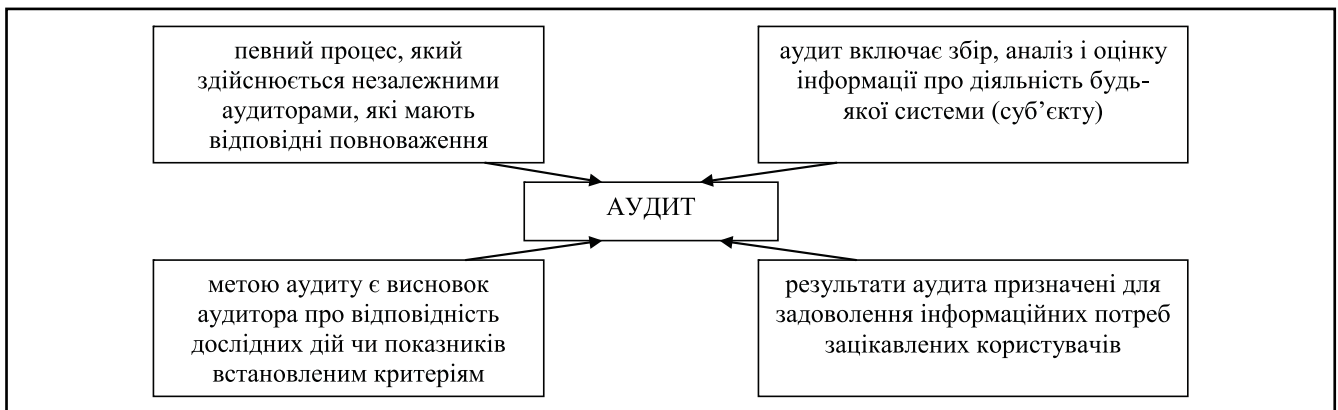 певний процес, який
здійснюється незалежними
аудиторами, які мають
відповідні повноваження
аудит включає збір, аналіз і оцінку
інформації про діяльність будь-
якої системи (суб’єкту)
АУДИТ
метою аудиту є висновок
аудитора про відповідність
дослідних дій чи показників
встановленим критеріям
результати аудита призначені для
задоволення інформаційних потреб
зацікавлених користувачів